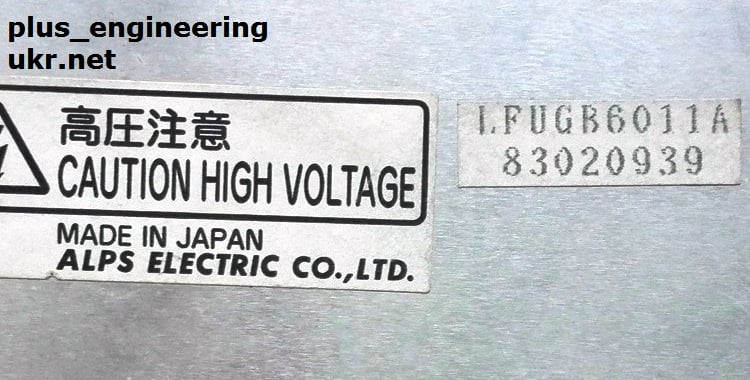 plus_engineering
ukr.net
高圧注意
CAUTION HIGH VOLTAGE
MADE IN JAPAN
ALPS ELECTRIC CO.,LTD.
LFUGB6011A
83020939